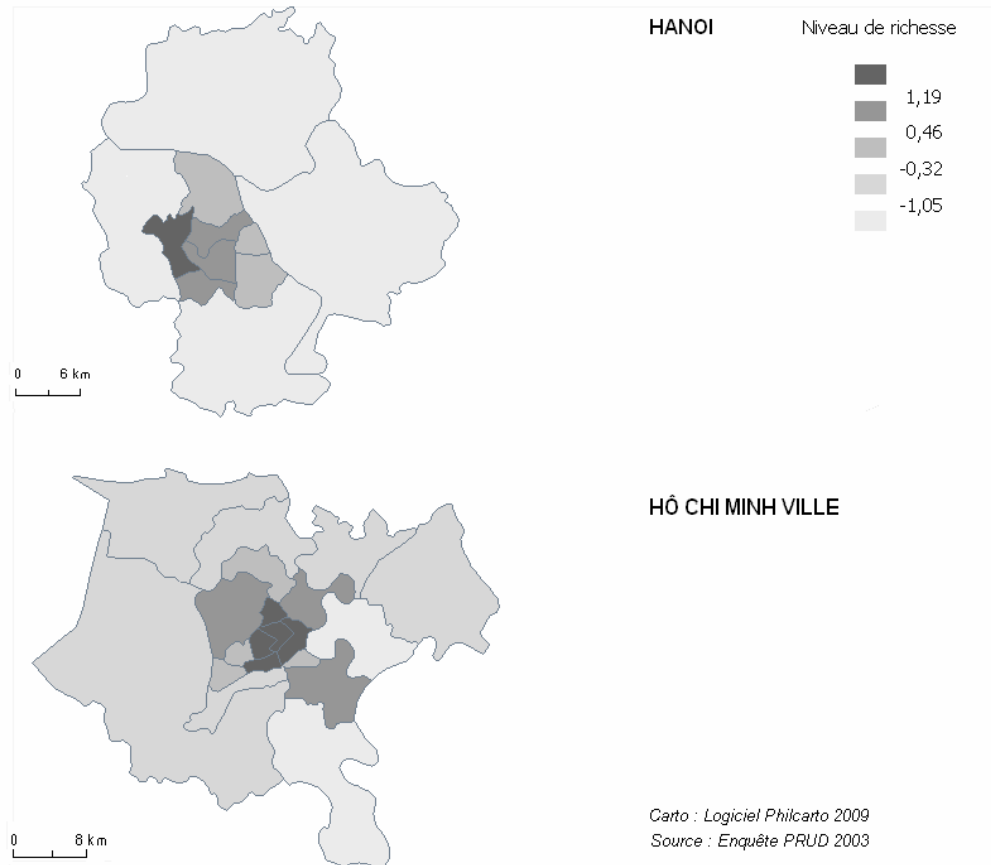 HANOI
Niveau de richesse
1,19
0,46
-0,32
-1,05
0 6 km
HÔ CHI MINH VILLE
Carto : Logiciel Philcarto 2009
Source : Enquête PRUD 2003
0 8 km